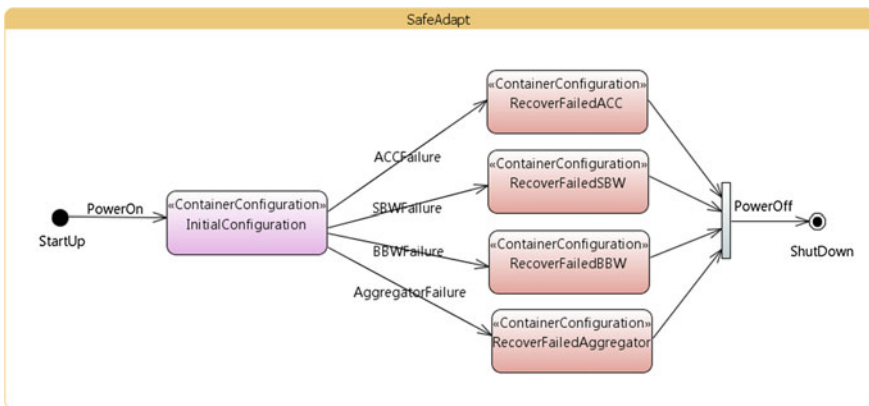 SafeAdapt
«ContainerConfiguration»
RecoverFailedACC
ACCFailure
«ContainerConfiguration»
RecoverFailedSBW
PowerOn
«ContainerConfiguration»
InitialConfiguration
SBWFailure
PowerOff
StartUp
ShutDown
BBWFailure
«ContainerConfiguration»
RecoverFailedBBW
AggregatorFailure
«ContainerConfiguration»
RecoverFailedAggregator